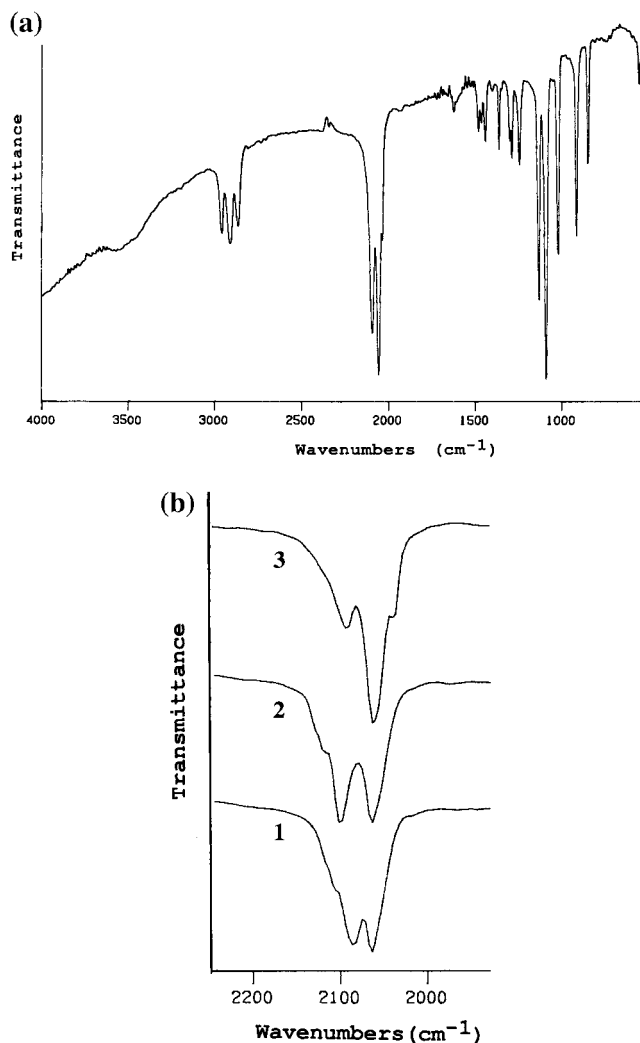 (a)
Transmittance
4000 3500 3000 2500 2000 1500 1000
Wavenumbers (cm⁻¹)
(b)
Transmittance
3
2
1
2200 2100 2000
Wavenumbers(cm⁻¹)